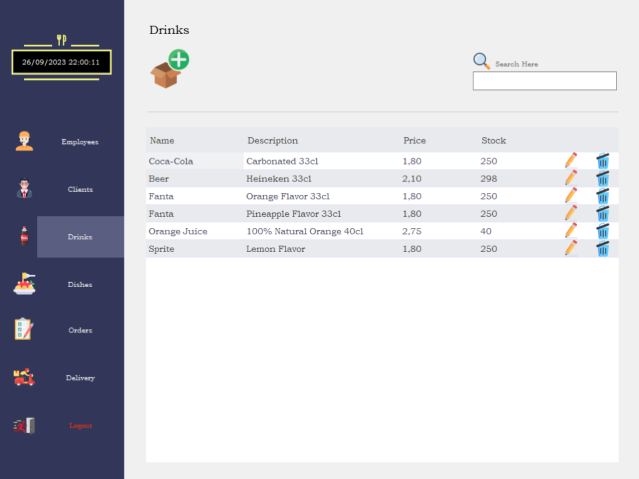 Drinks
26/09/2023 22:00:11
Search Here
Employees
Clients
Drinks
Dishes
Orders
Delivery
Logout
Name Description Price Stock
Coca-Cola Carbonated 33cl 1,80 250
Beer Heineken 33cl 2,10 298
Fanta Orange Flavor 33cl 1,80 250
Fanta Pineapple Flavor 33cl 1,80 250
Orange Juice 100% Natural Orange 40cl 2,75 40
Sprite Lemon Flavor 1,80 250